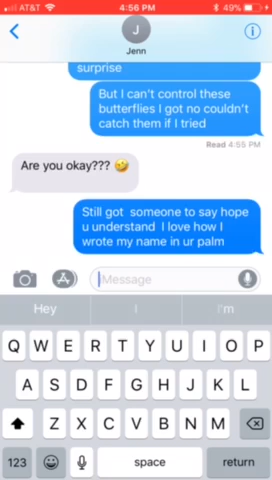 AT&T 4:56 PM 49%
J
Jenn
surprise
But I can't control these
butterflies I got no couldn't
catch them if I tried
Read 4:55 PM
Are you okay??? 🤣
Still got someone to say hope
u understand I love how I
wrote my name in ur palm
iMessage
Hey I I'm
Q W E R T Y U I O P
A S D F G H J K L
Z X C V B N M
123 space return